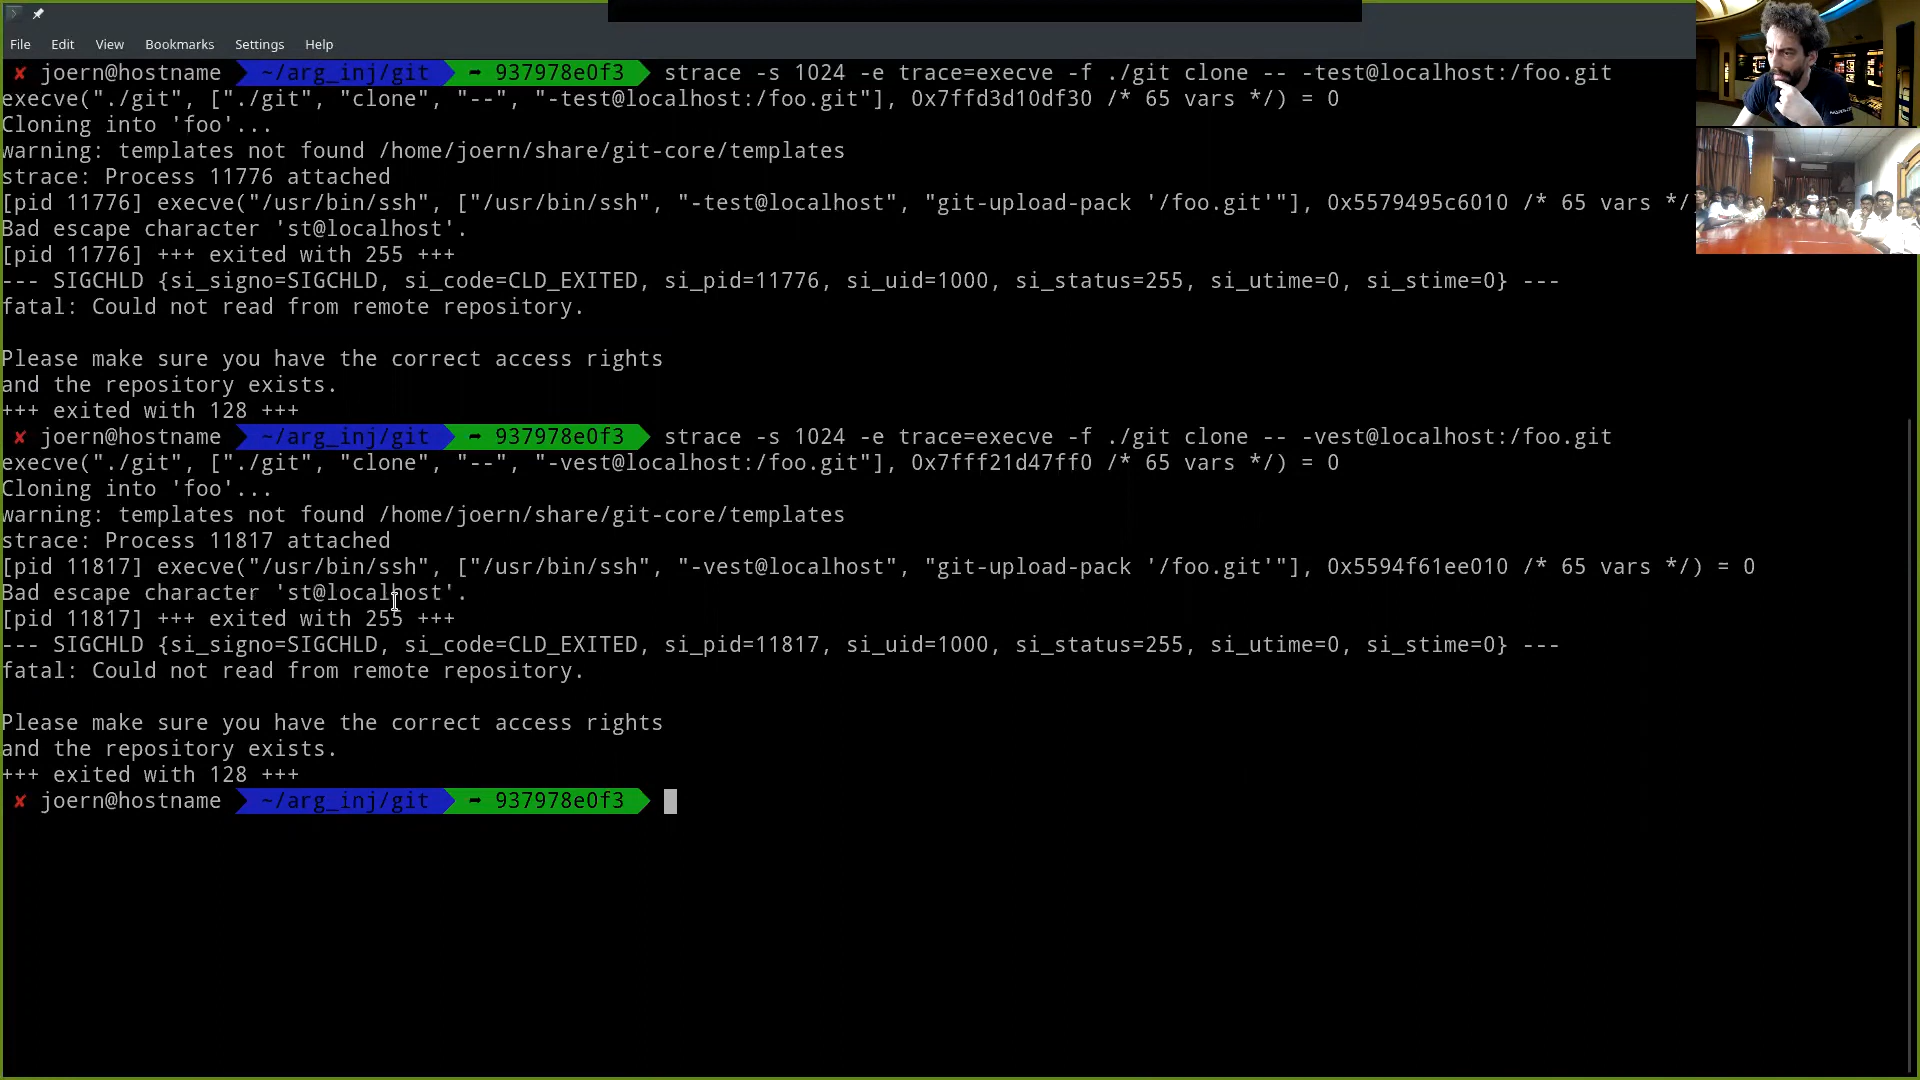 File Edit View Bookmarks Settings Help
✘ joern@hostname ~/arg_inj/git ➦ 937978e0f3 strace -s 1024 -e trace=execve -f ./git clone -- -test@localhost:/foo.git
execve("./git", ["./git", "clone", "--", "-test@localhost:/foo.git"], 0x7ffd3d10df30 /* 65 vars */) = 0
Cloning into 'foo'...
warning: templates not found /home/joern/share/git-core/templates
strace: Process 11776 attached
[pid 11776] execve("/usr/bin/ssh", ["/usr/bin/ssh", "-test@localhost", "git-upload-pack '/foo.git'"], 0x5579495c6010 /* 65 vars */
Bad escape character 'st@localhost'.
[pid 11776] +++ exited with 255 +++
--- SIGCHLD {si_signo=SIGCHLD, si_code=CLD_EXITED, si_pid=11776, si_uid=1000, si_status=255, si_utime=0, si_stime=0} ---
fatal: Could not read from remote repository.
Please make sure you have the correct access rights
and the repository exists.
+++ exited with 128 +++
✘ joern@hostname ~/arg_inj/git ➦ 937978e0f3 strace -s 1024 -e trace=execve -f ./git clone -- -vest@localhost:/foo.git
execve("./git", ["./git", "clone", "--", "-vest@localhost:/foo.git"], 0x7fff21d47ff0 /* 65 vars */) = 0
Cloning into 'foo'...
warning: templates not found /home/joern/share/git-core/templates
strace: Process 11817 attached
[pid 11817] execve("/usr/bin/ssh", ["/usr/bin/ssh", "-vest@localhost", "git-upload-pack '/foo.git'"], 0x5594f61ee010 /* 65 vars */) = 0
Bad escape character 'st@localhost'.
[pid 11817] +++ exited with 255 +++
--- SIGCHLD {si_signo=SIGCHLD, si_code=CLD_EXITED, si_pid=11817, si_uid=1000, si_status=255, si_utime=0, si_stime=0} ---
fatal: Could not read from remote repository.
Please make sure you have the correct access rights
and the repository exists.
+++ exited with 128 +++
✘ joern@hostname ~/arg_inj/git ➦ 937978e0f3